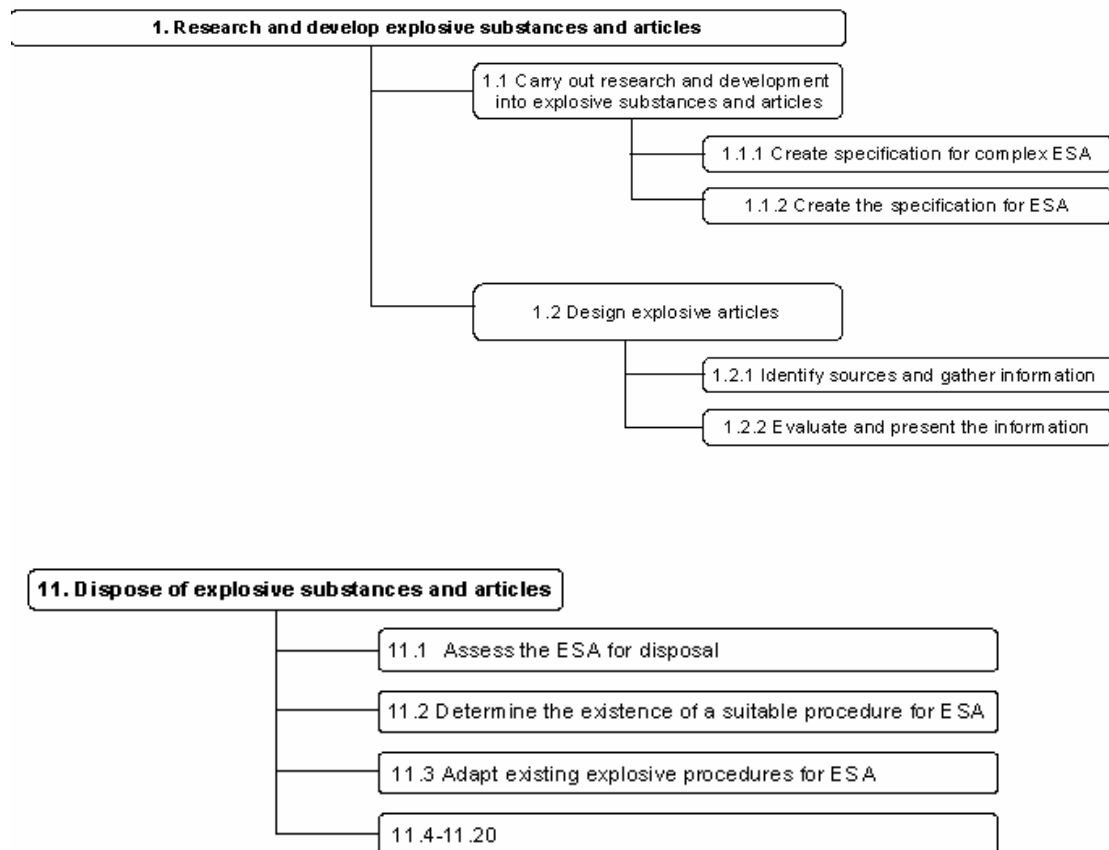 1. Research and develop explosive substances and articles
1.1 Carry out research and development
into explosive substances and articles
1.1.1 Create specification for complex ESA
1.1.2 Create the specification for ESA
1.2 Design explosive articles
1.2.1 Identify sources and gather information
1.2.2 Evaluate and present the information
11. Dispose of explosive substances and articles
11.1 Assess the ESA for disposal
11.2 Determine the existence of a suitable procedure for ESA
11.3 Adapt existing explosive procedures for ESA
11.4-11.20